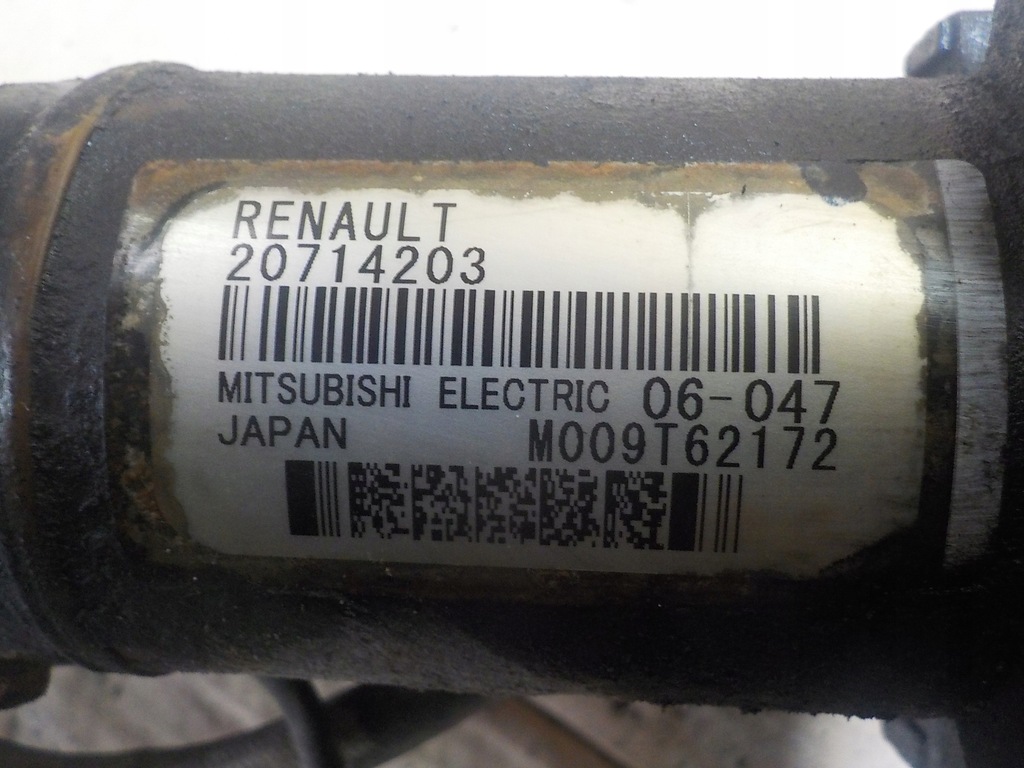 RENAULT
20714203
MITSUBISHI ELECTRIC 06-047
JAPAN M009T62172